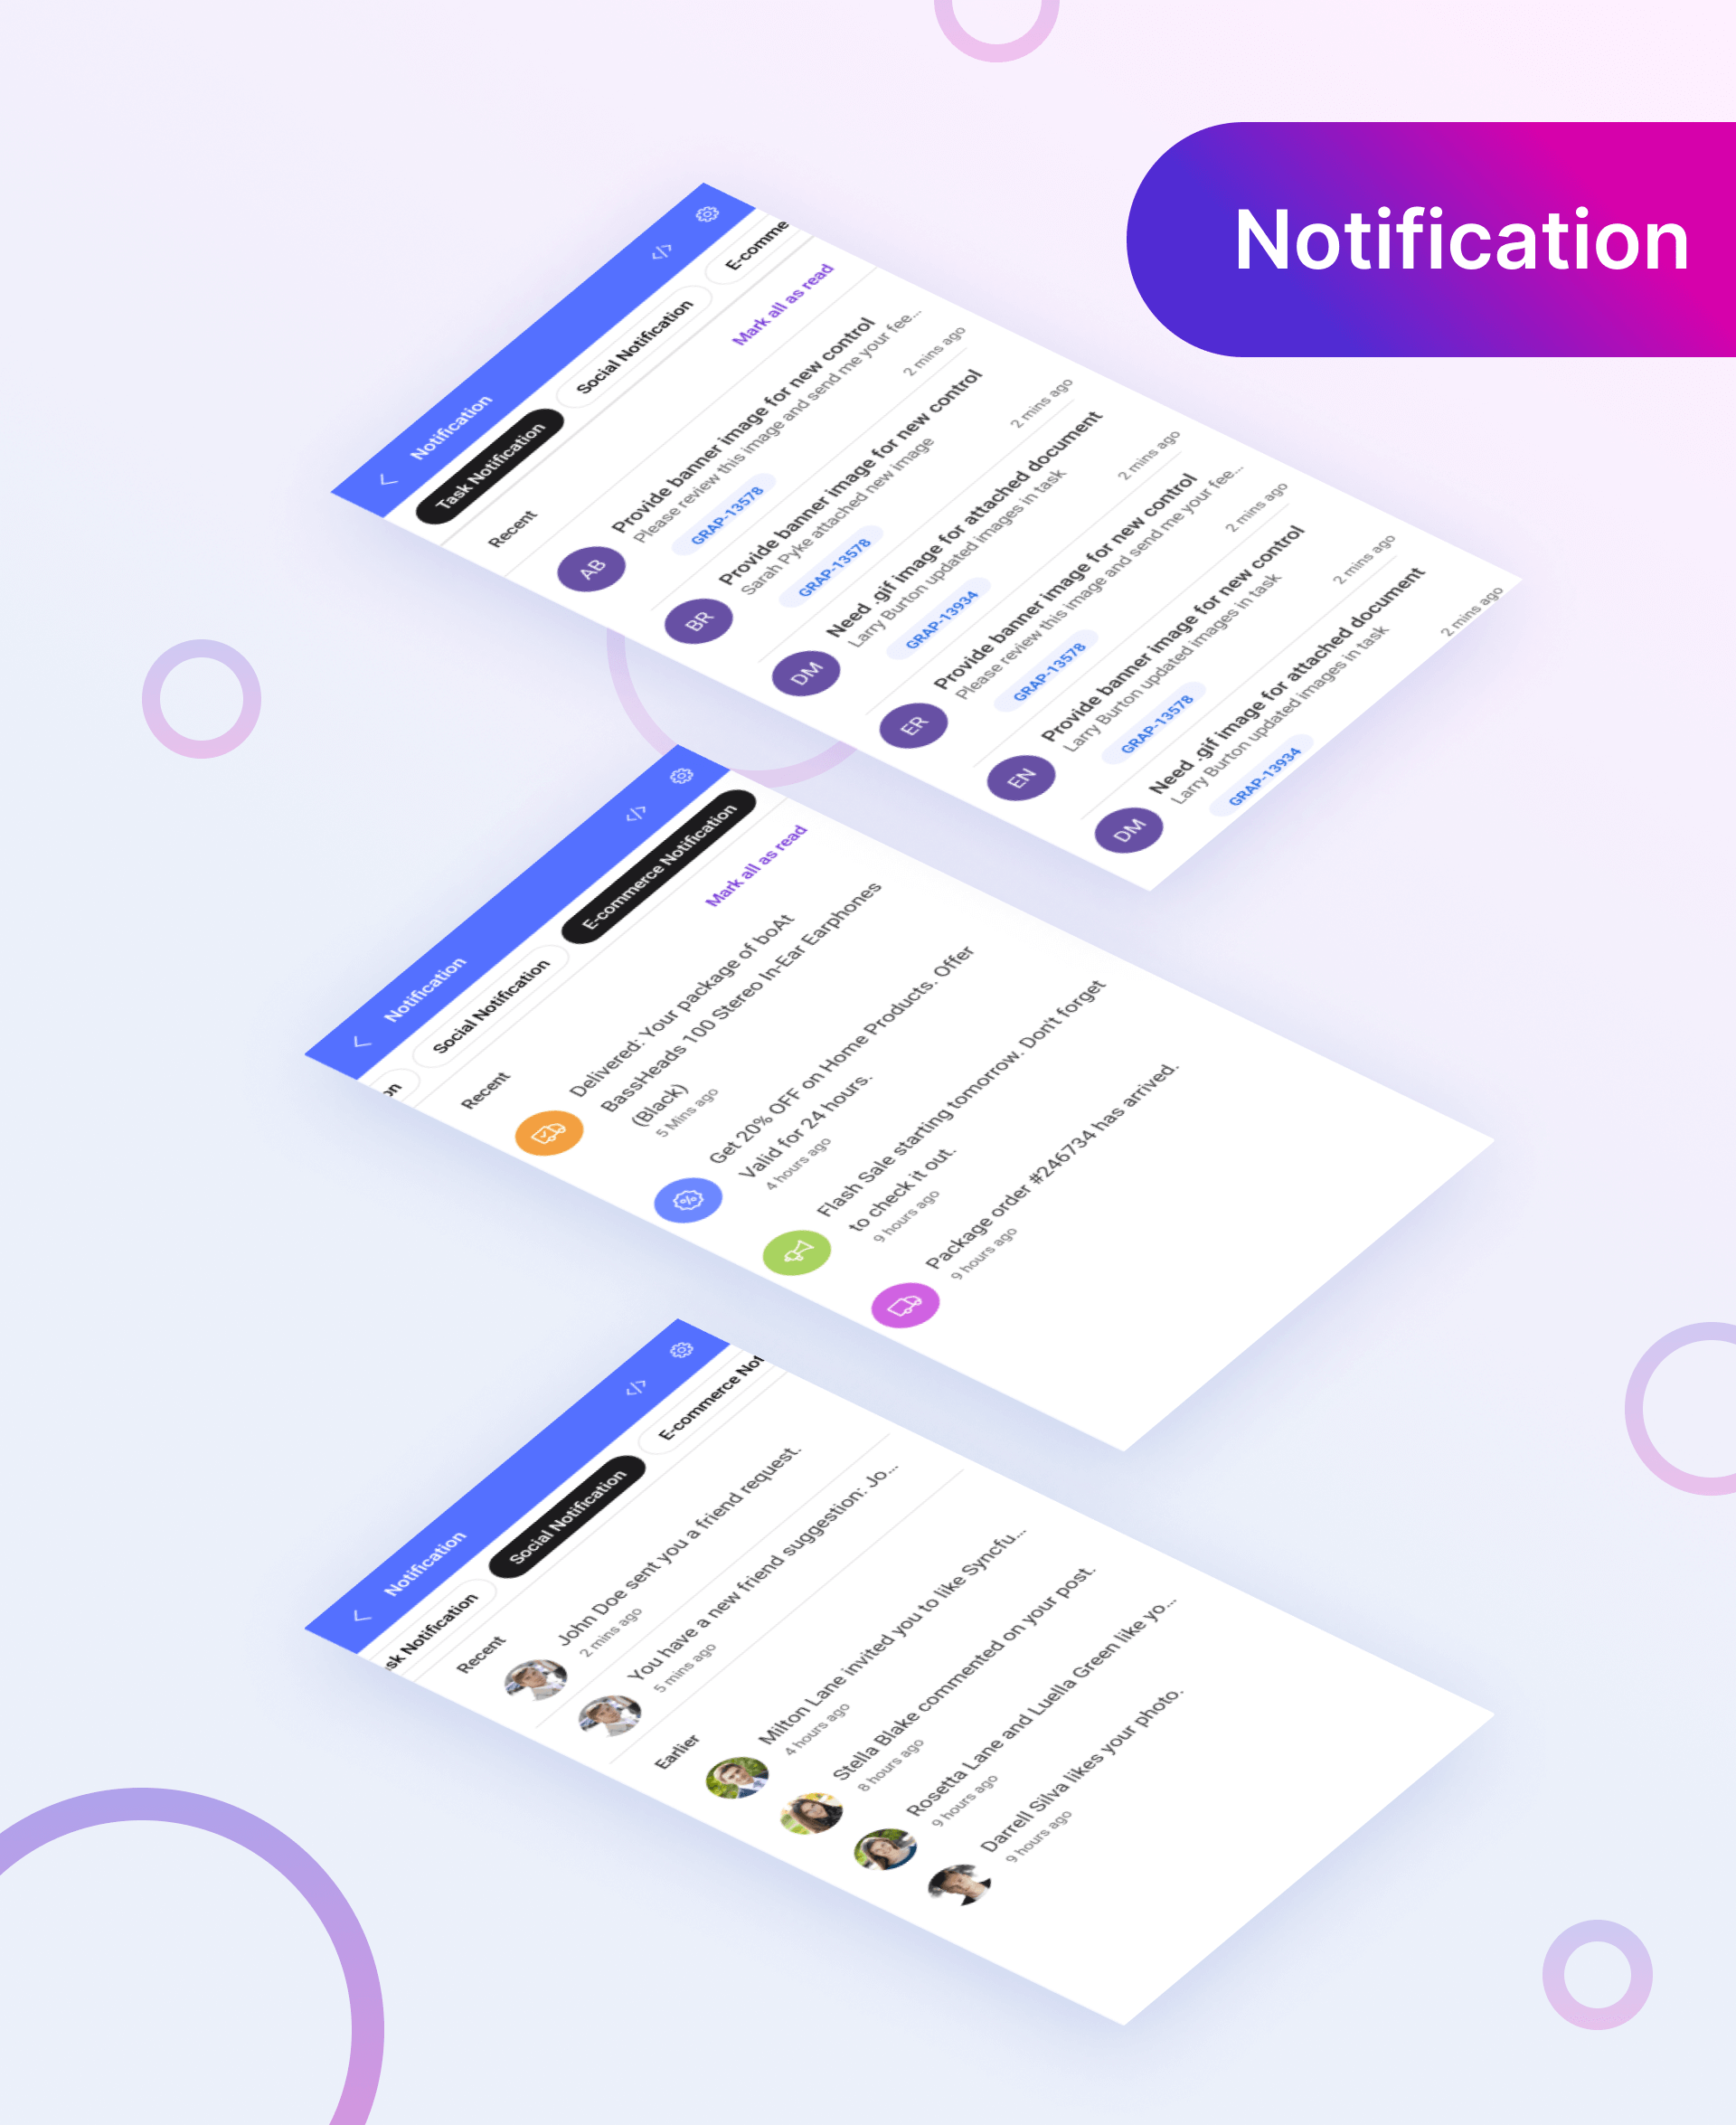 Notification
Notification
Task Notification
Social Notification
E-comme
Recent
Mark all as read
AB
Provide banner image for new control
Please review this image and send me your fee...
GRAP-13578
2 mins ago
BR
Provide banner image for new control
Sarah Pyke attached new image
GRAP-13578
2 mins ago
DM
Need .gif image for attached document
Larry Burton updated images in task
GRAP-13934
2 mins ago
ER
Provide banner image for new control
Please review this image and send me your fee...
GRAP-13578
2 mins ago
EN
Provide banner image for new control
Larry Burton updated images in task
GRAP-13578
2 mins ago
DM
Need .gif image for attached document
Larry Burton updated images in task
GRAP-13934
2 mins ago
Notification
on
Social Notification
E-commerce Notification
Recent
Mark all as read
Delivered: Your package of boAt
BassHeads 100 Stereo In-Ear Earphones
(Black)
5 Mins ago
Get 20% OFF on Home Products. Offer
Valid for 24 hours.
4 hours ago
Flash Sale starting tomorrow. Don't forget
to check it out.
9 hours ago
Package order #246734 has arrived.
9 hours ago
Notification
sk Notification
Social Notification
E-commerce Not
Recent
John Doe sent you a friend request.
2 mins ago
You have a new friend suggestion: Jo...
5 mins ago
Earlier
Milton Lane invited you to like Syncfu...
4 hours ago
Stella Blake commented on your post.
8 hours ago
Rosetta Lane and Luella Green like yo...
9 hours ago
Darrell Silva likes your photo.
9 hours ago